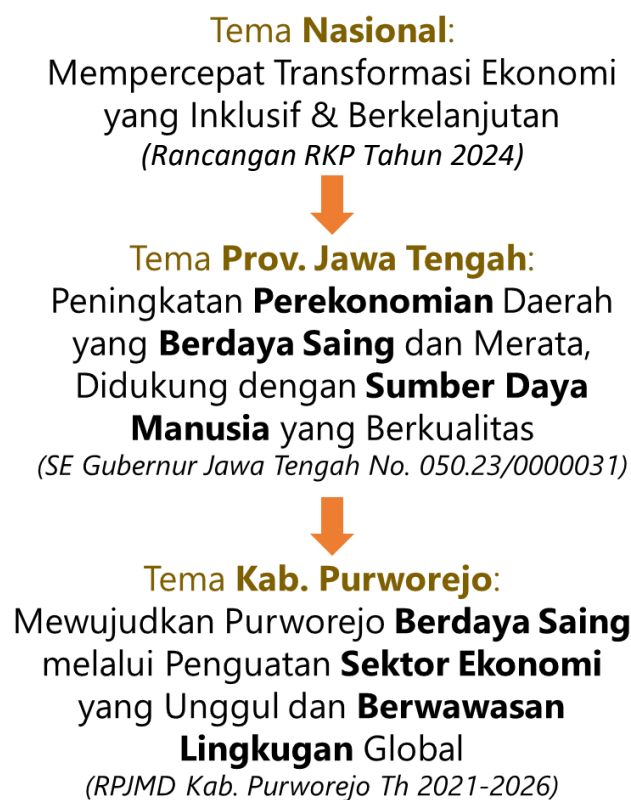 Tema Nasional:
Mempercepat Transformasi Ekonomi
yang Inklusif & Berkelanjutan
(Rancangan RKP Tahun 2024)
Tema Prov. Jawa Tengah:
Peningkatan Perekonomian Daerah
yang Berdaya Saing dan Merata,
Didukung dengan Sumber Daya
Manusia yang Berkualitas
(SE Gubernur Jawa Tengah No. 050.23/0000031)
Tema Kab. Purworejo:
Mewujudkan Purworejo Berdaya Saing
melalui Penguatan Sektor Ekonomi
yang Unggul dan Berwawasan
Lingkugan Global
(RPJMD Kab. Purworejo Th 2021-2026)